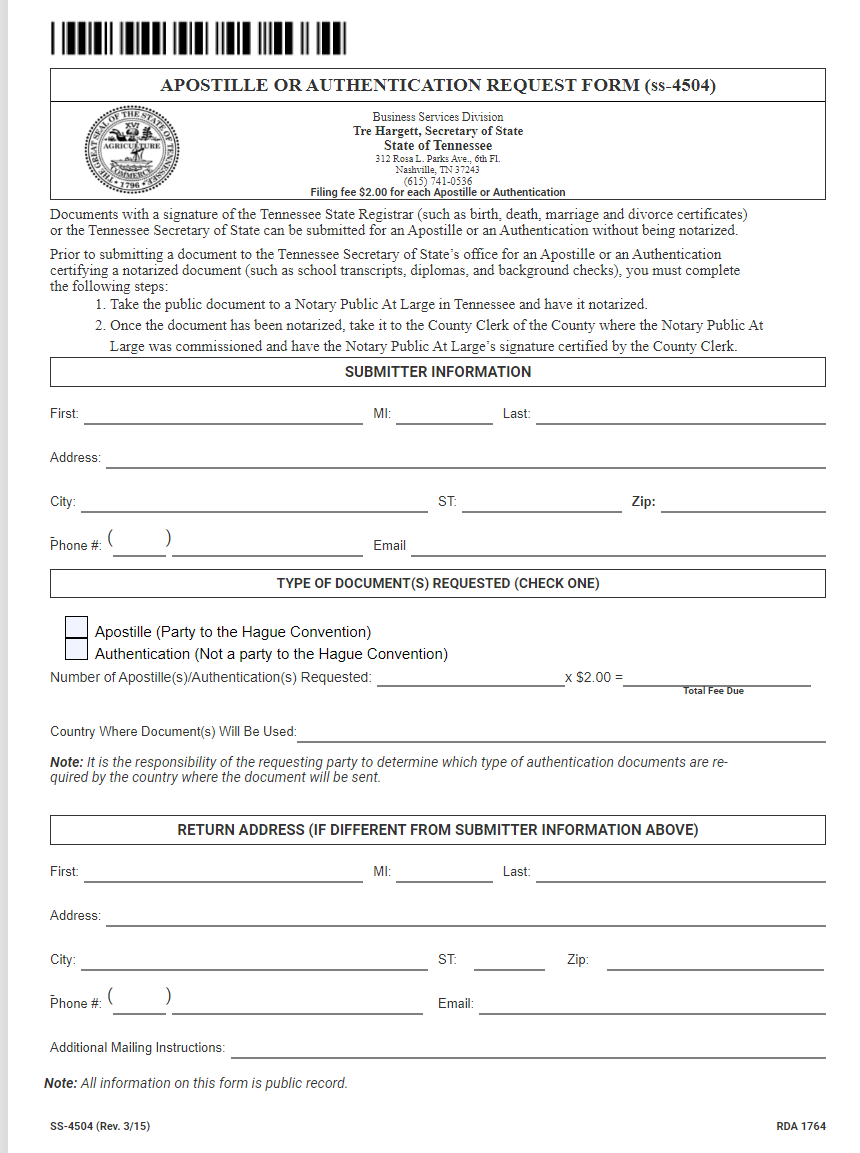 APOSTILLE OR AUTHENTICATION REQUEST FORM (ss-4504)
THE GREAT SEAL OF THE STATE OF TENNESSEE
XVI
AGRICULTURE
COMMERCE
1796
Business Services Division
Tre Hargett, Secretary of State
State of Tennessee
312 Rosa L. Parks Ave., 6th Fl.
Nashville, TN 37243
(615) 741-0536
Filing fee $2.00 for each Apostille or Authentication
Documents with a signature of the Tennessee State Registrar (such as birth, death, marriage and divorce certificates)
or the Tennessee Secretary of State can be submitted for an Apostille or an Authentication without being notarized.
Prior to submitting a document to the Tennessee Secretary of State’s office for an Apostille or an Authentication
certifying a notarized document (such as school transcripts, diplomas, and background checks), you must complete
the following steps:
1. Take the public document to a Notary Public At Large in Tennessee and have it notarized.
2. Once the document has been notarized, take it to the County Clerk of the County where the Notary Public At
Large was commissioned and have the Notary Public At Large’s signature certified by the County Clerk.
SUBMITTER INFORMATION
First: MI: Last:
Address:
City: ST: Zip:
Phone #: ( ) Email
TYPE OF DOCUMENT(S) REQUESTED (CHECK ONE)
Apostille (Party to the Hague Convention)
Authentication (Not a party to the Hague Convention)
Number of Apostille(s)/Authentication(s) Requested: x $2.00 =
Total Fee Due
Country Where Document(s) Will Be Used:
Note: It is the responsibility of the requesting party to determine which type of authentication documents are re-
quired by the country where the document will be sent.
RETURN ADDRESS (IF DIFFERENT FROM SUBMITTER INFORMATION ABOVE)
First: MI: Last:
Address:
City: ST: Zip:
Phone #: ( ) Email:
Additional Mailing Instructions:
Note: All information on this form is public record.
SS-4504 (Rev. 3/15) RDA 1764